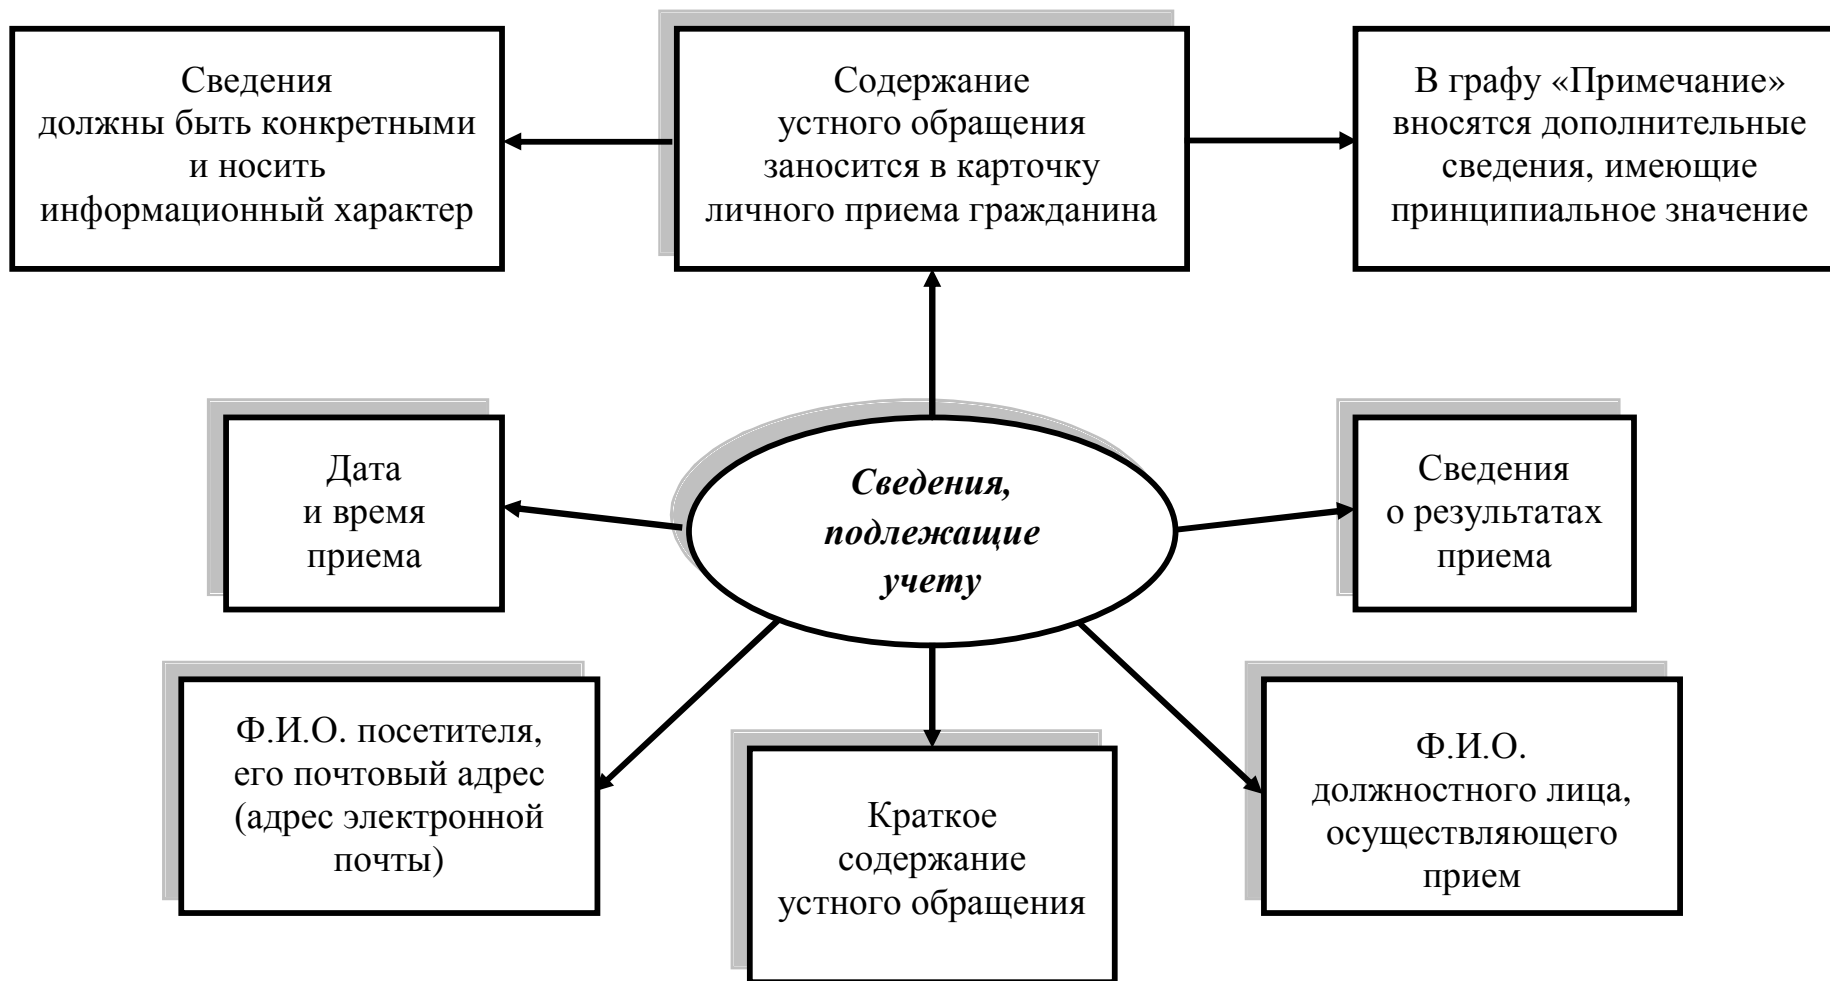 Сведения
должны быть конкретными
и носить
информационный характер
Содержание
устного обращения
заносится в карточку
личного приема гражданина
В графу «Примечание»
вносятся дополнительные
сведения, имеющие
принципиальное значение
Дата
и время
приема
Сведения,
подлежащие
учету
Сведения
о результатах
приема
Ф.И.О. посетителя,
его почтовый адрес
(адрес электронной
почты)
Краткое
содержание
устного обращения
Ф.И.О.
должностного лица,
осуществляющего
прием